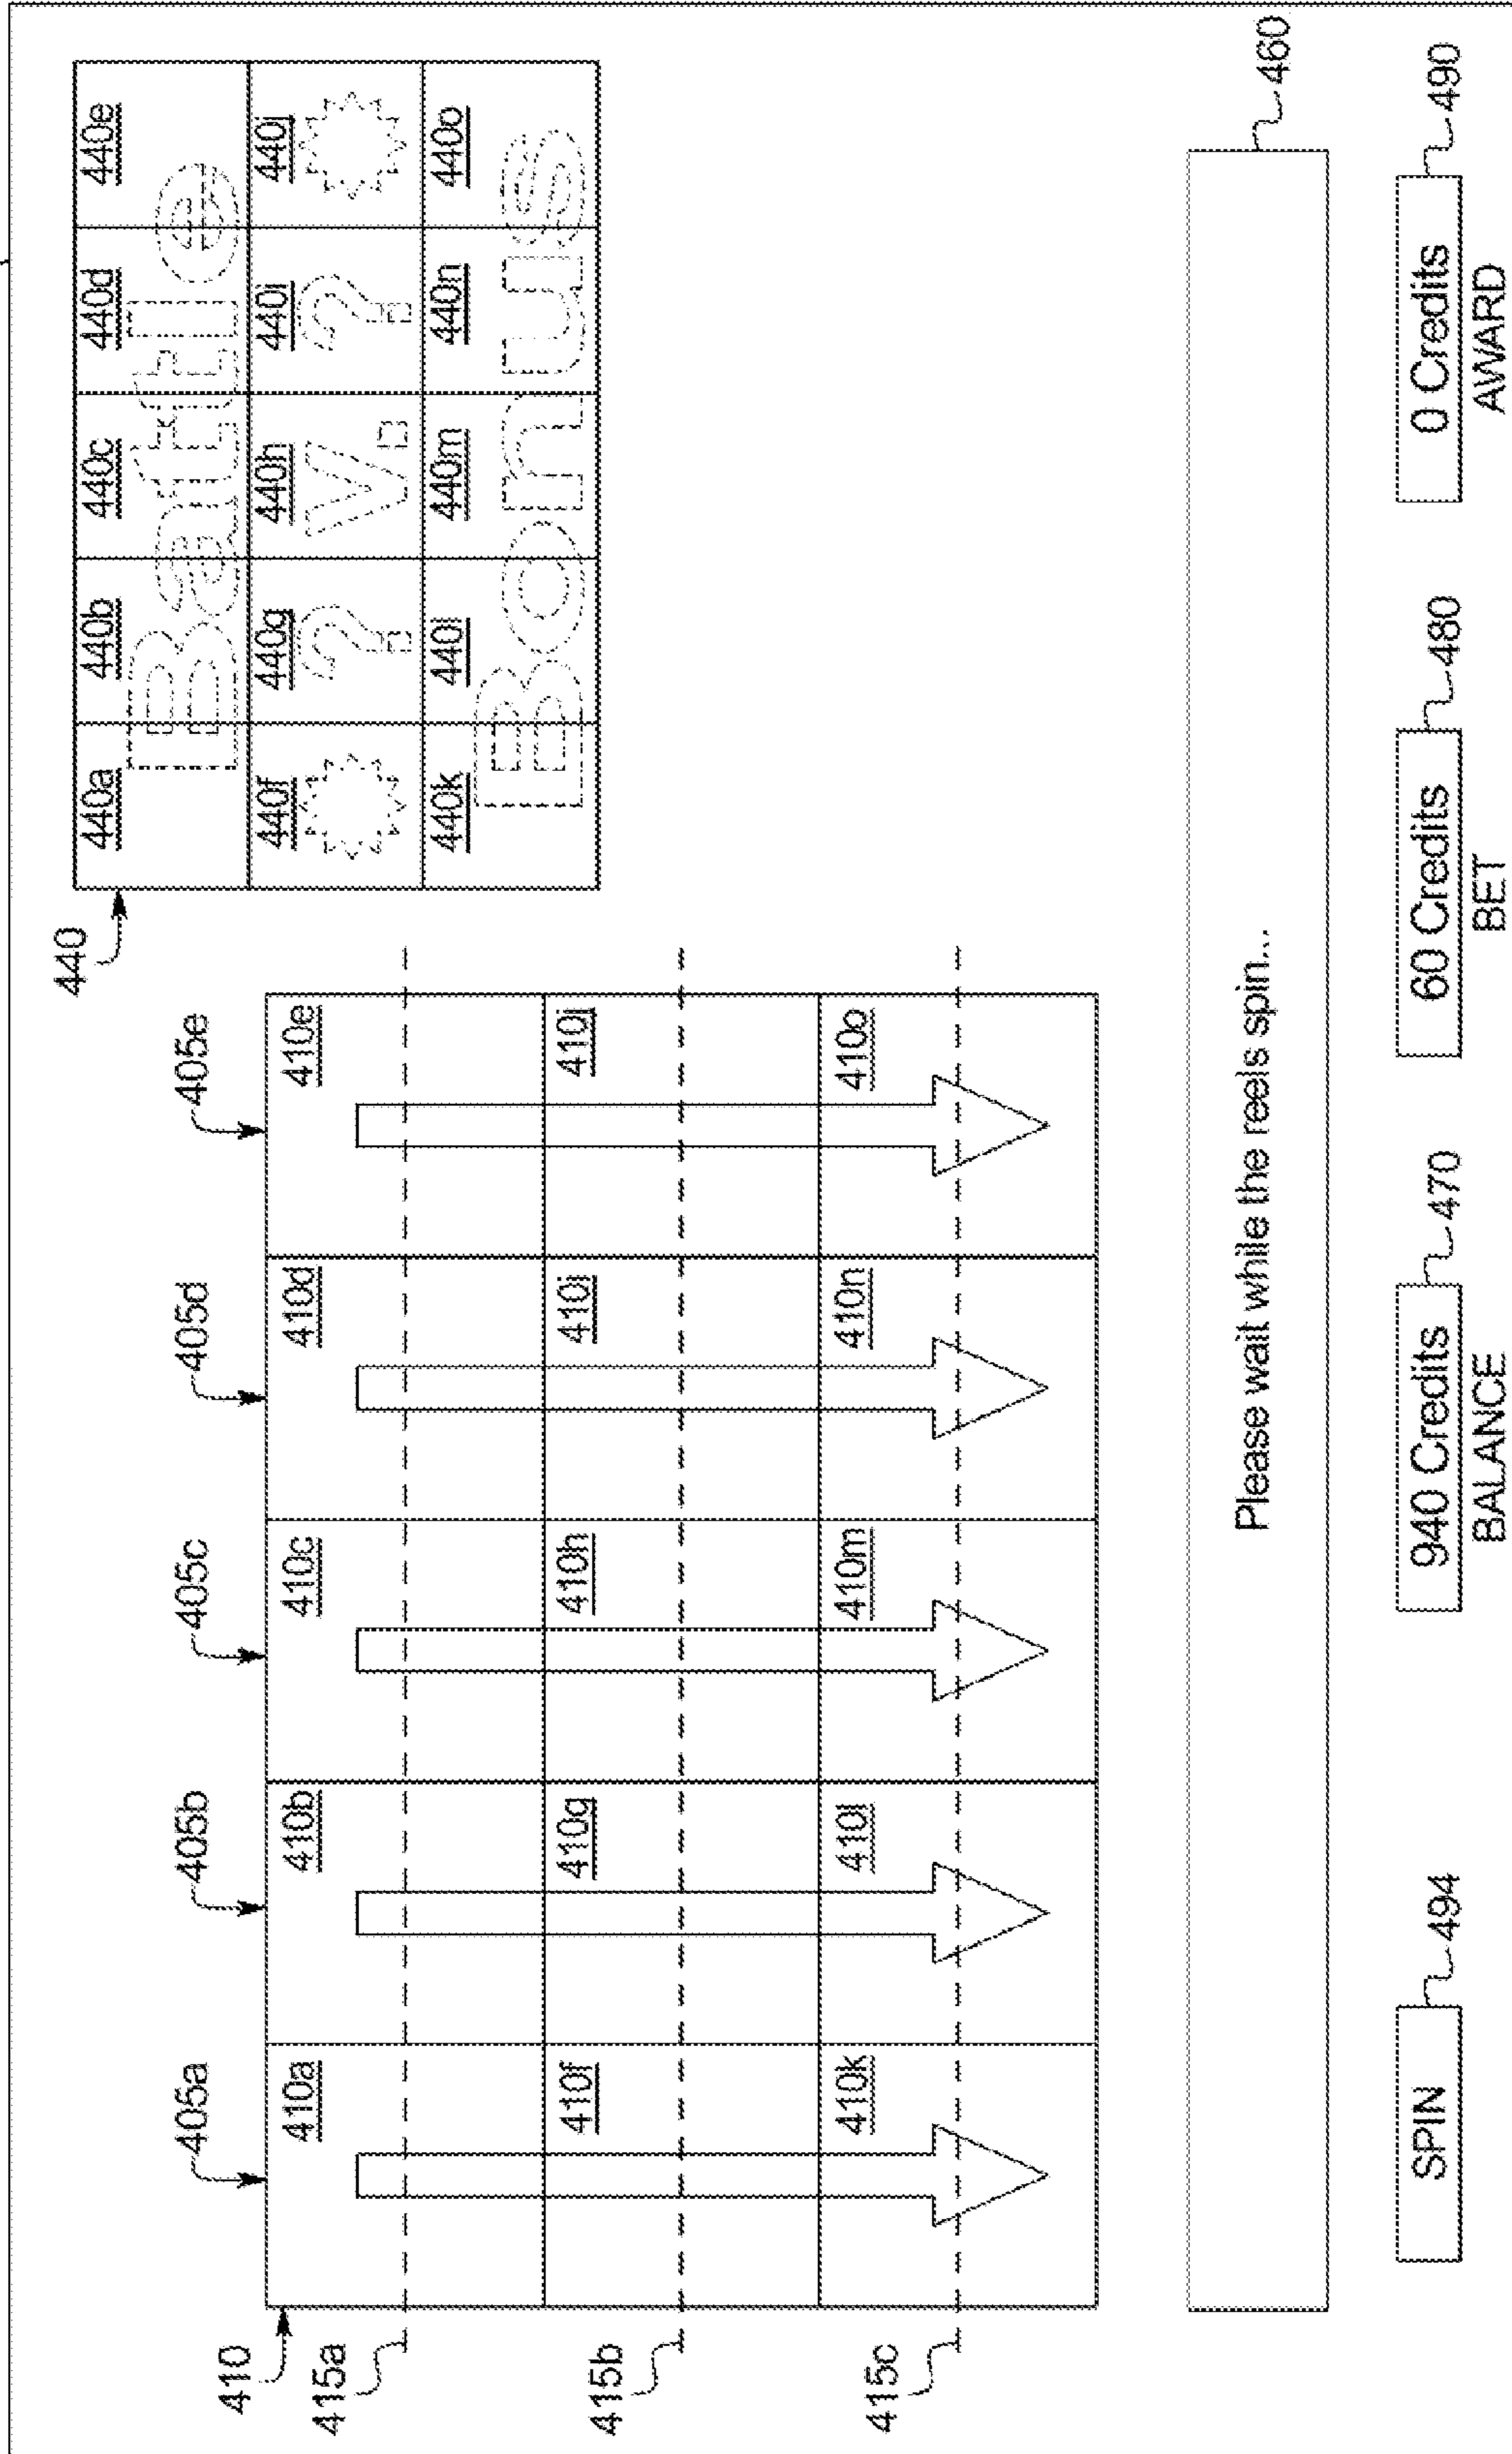 440
440a 440b 440c 440d 440e
Battle
440f 440g 440h 440i 440j
? v. ?
440k 440l 440m 440n 440o
Bonus
405a 405b 405c 405d 405e
410
410a 410b 410c 410d 410e
415a
410f 410g 410h 410i 410j
415b
410k 410l 410m 410n 410o
415c
Please wait while the reels spin...
460
SPIN 494 940 Credits 470 60 Credits 480 0 Credits 490
BALANCE BET AWARD